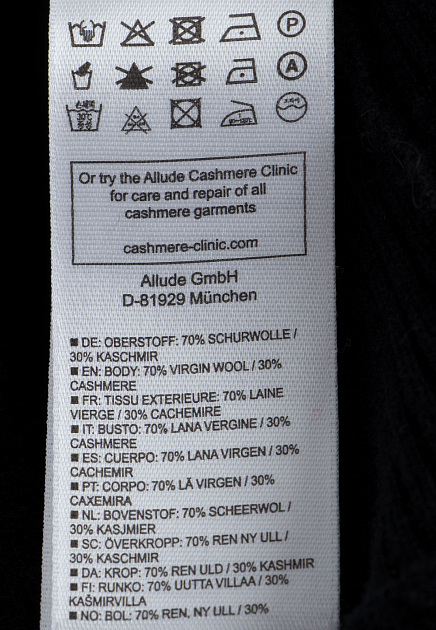 P
A
Or try the Allude Cashmere Clinic
for care and repair of all
cashmere garments
cashmere-clinic.com
Allude GmbH
D-81929 München
■ DE: OBERSTOFF: 70% SCHURWOLLE /
30% KASCHMIR
■ EN: BODY: 70% VIRGIN WOOL / 30%
CASHMERE
■ FR: TISSU EXTERIEURE: 70% LAINE
VIERGE / 30% CACHEMIRE
■ IT: BUSTO: 70% LANA VERGINE / 30%
CASHMERE
■ ES: CUERPO: 70% LANA VIRGEN / 30%
CACHEMIR
■ PT: CORPO: 70% LÃ VIRGEN / 30%
CAXEMIRA
■ NL: BOVENSTOF: 70% SCHEERWOL /
30% KASJMIER
■ SC: ÖVERKROPP: 70% REN NY ULL /
30% KASCHMIR
■ DA: KROP: 70% REN ULD / 30% KASHMIR
■ FI: RUNKO: 70% UUTTA VILLAA / 30%
KAŠMIRVILLA
■ NO: BOL: 70% REN, NY ULL / 30%